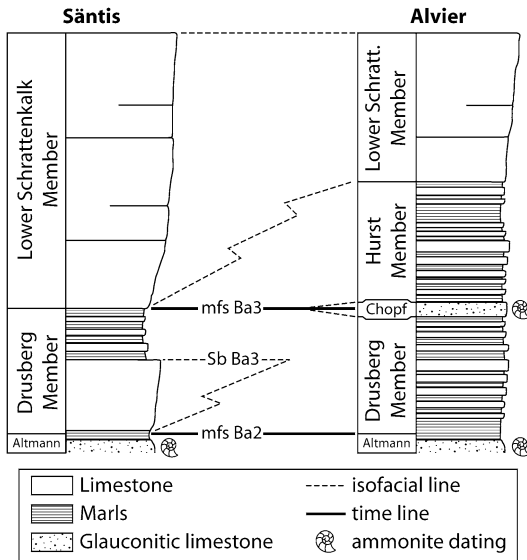 Säntis
Alvier
Lower Schrattenkalk
Member
Drusberg
Member
Altmann
mfs Ba3
Sb Ba3
mfs Ba2
Lower Schratt.
Member
Hurst
Member
Chopf
Drusberg
Member
Altmann
Limestone
Marls
Glauconitic limestone
isofacial line
time line
ammonite dating